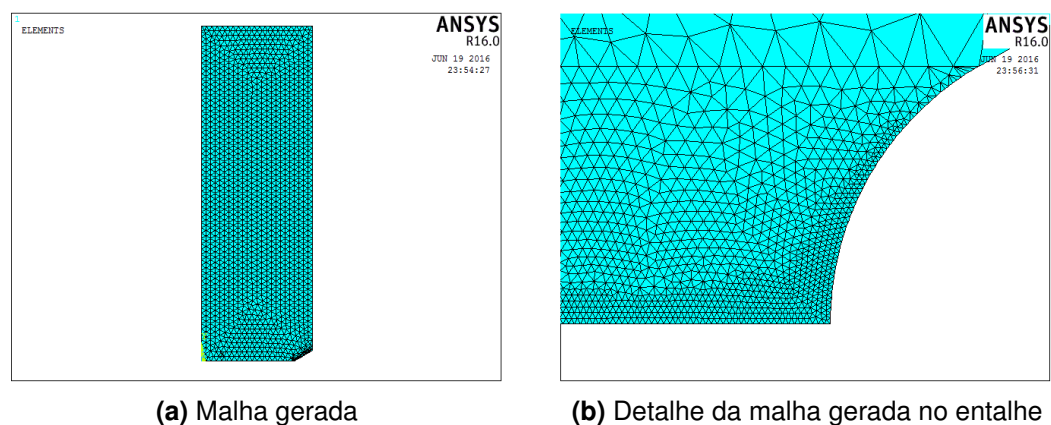 1
ELEMENTS
ANSYS
R16.0
JUN 19 2016
23:54:27
ELEMENTS
ANSYS
R16.0
JUN 19 2016
23:56:31
(a) Malha gerada
(b) Detalhe da malha gerada no entalhe